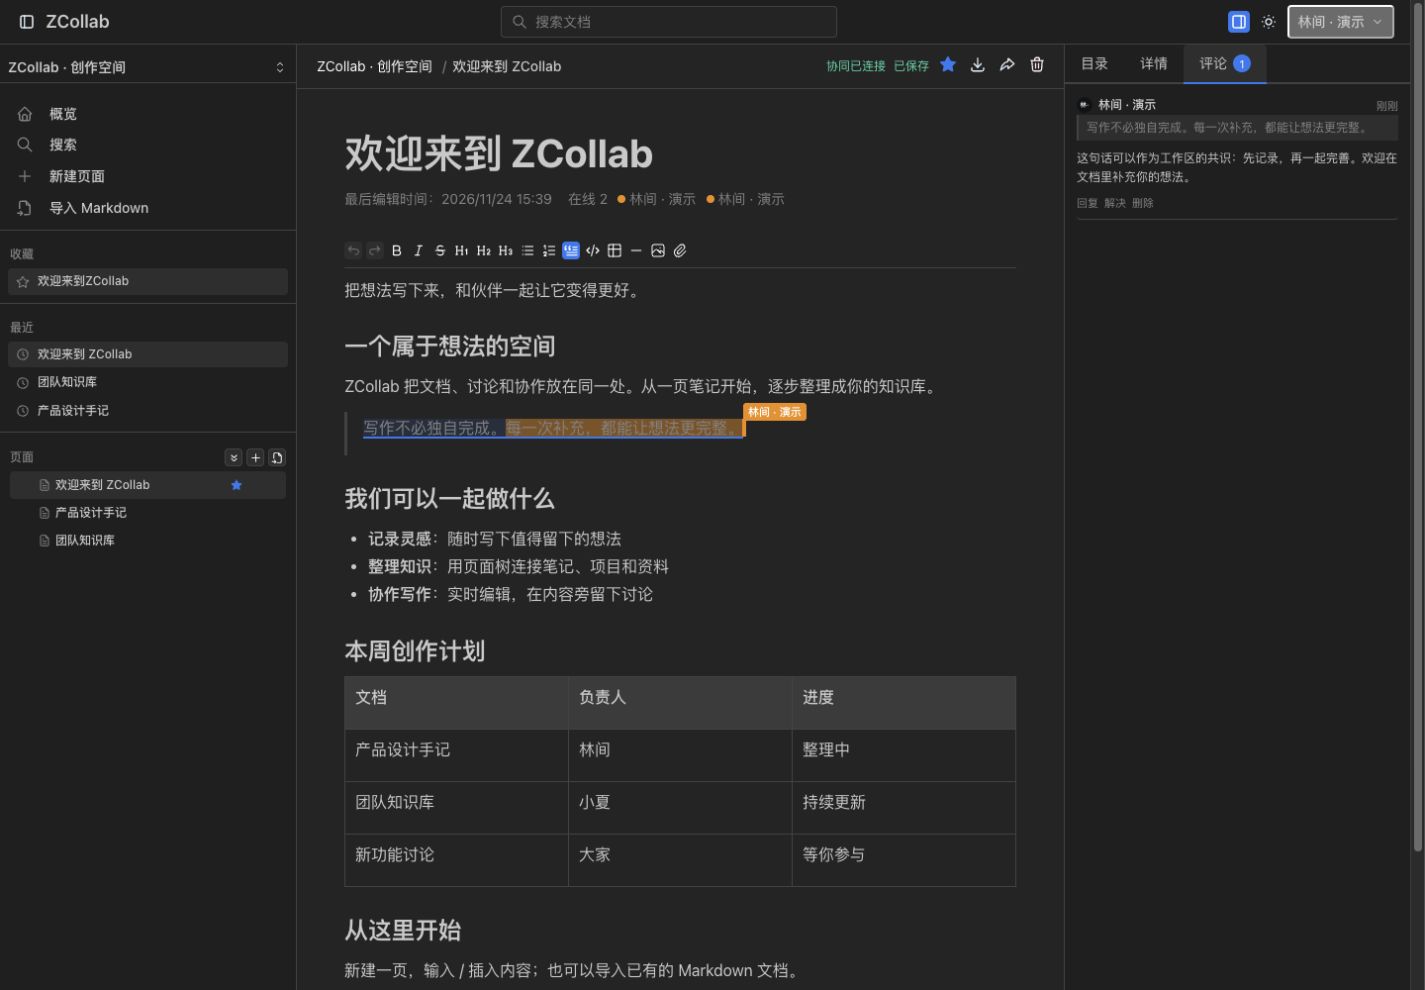 ZCollab
搜索文档
林间 · 演示
ZCollab · 创作空间
概览
搜索
新建页面
导入 Markdown
收藏
欢迎来到ZCollab
最近
欢迎来到 ZCollab
团队知识库
产品设计手记
页面
欢迎来到 ZCollab
产品设计手记
团队知识库
ZCollab · 创作空间 / 欢迎来到 ZCollab
协同已连接 已保存
欢迎来到 ZCollab
最后编辑时间：2026/11/24 15:39 在线 2 林间 · 演示 林间 · 演示
B I S H1 H2 H3
把想法写下来，和伙伴一起让它变得更好。
一个属于想法的空间
ZCollab 把文档、讨论和协作放在同一处。从一页笔记开始，逐步整理成你的知识库。
林间 · 演示
写作不必独自完成。每一次补充，都能让想法更完整。
我们可以一起做什么
• 记录灵感：随时写下值得留下的想法
• 整理知识：用页面树连接笔记、项目和资料
• 协作写作：实时编辑，在内容旁留下讨论
本周创作计划
文档 负责人 进度
产品设计手记 林间 整理中
团队知识库 小夏 持续更新
新功能讨论 大家 等你参与
从这里开始
新建一页，输入 / 插入内容；也可以导入已有的 Markdown 文档。
目录 详情 评论 1
林间 · 演示 刚刚
写作不必独自完成。每一次补充，都能让想法更完整。
这句话可以作为工作区的共识：先记录，再一起完善。欢迎在
文档里补充你的想法。
回复 解决 删除